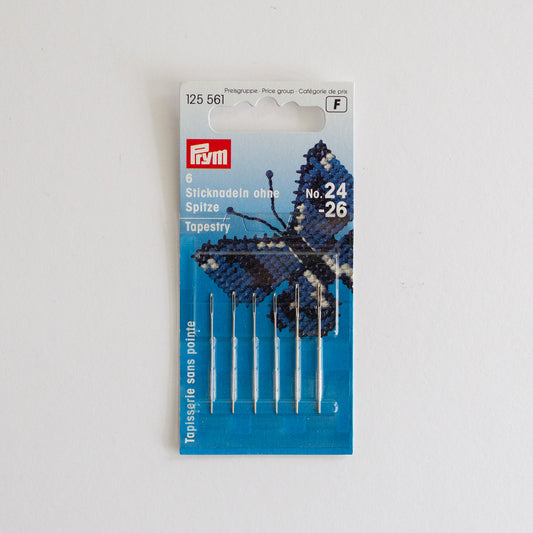 Preisgruppe · Price group · Catégorie de prix
125 561
F
Prym
6
Sticknadeln ohne
Spitze
No. 24
-26
Tapestry
Tapisserie sans pointe